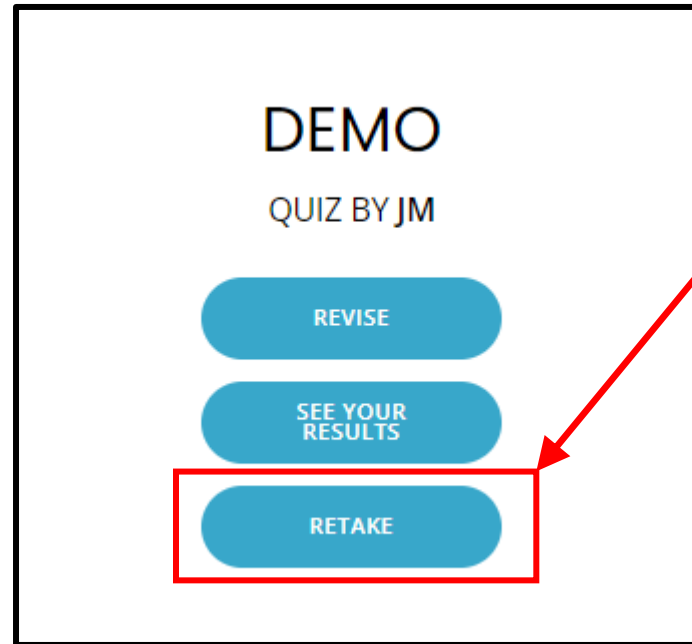 DEMO
QUIZ BY JM
REVISE
SEE YOUR
RESULTS
RETAKE